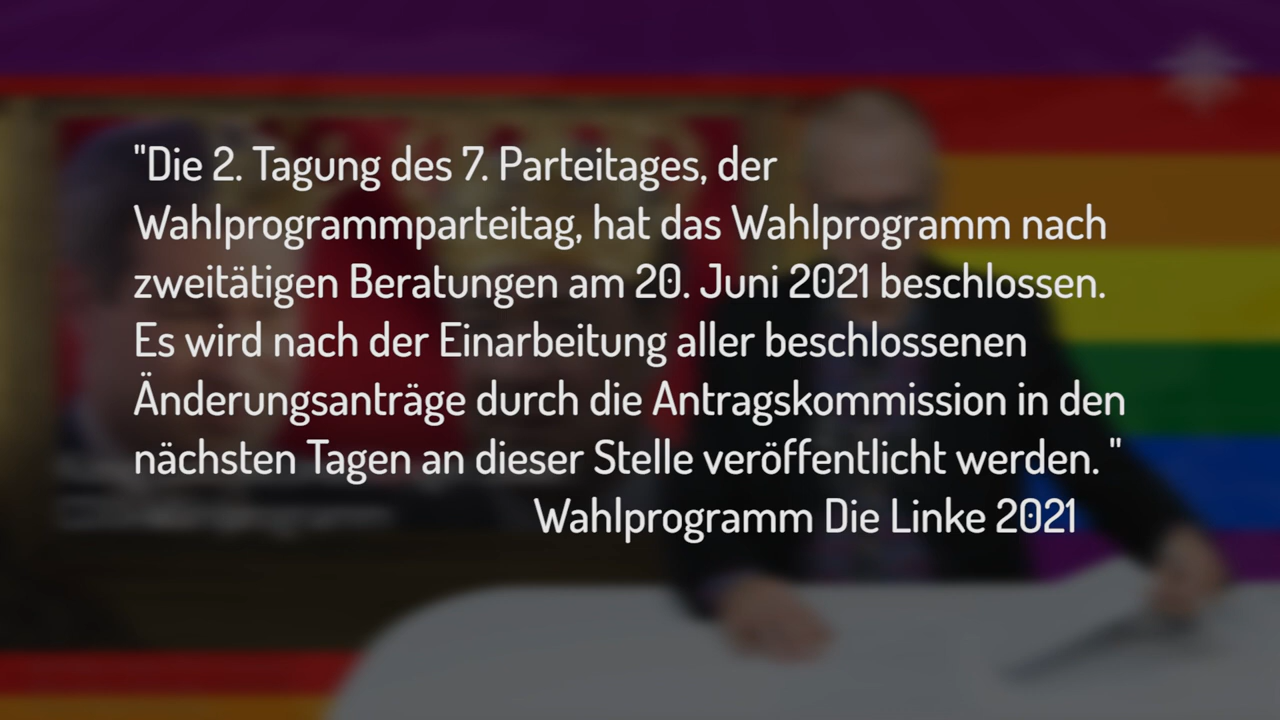 "Die 2. Tagung des 7. Parteitages, der
Wahlprogrammparteitag, hat das Wahlprogramm nach
zweitätigen Beratungen am 20. Juni 2021 beschlossen.
Es wird nach der Einarbeitung aller beschlossenen
Änderungsanträge durch die Antragskommission in den
nächsten Tagen an dieser Stelle veröffentlicht werden. "
Wahlprogramm Die Linke 2021